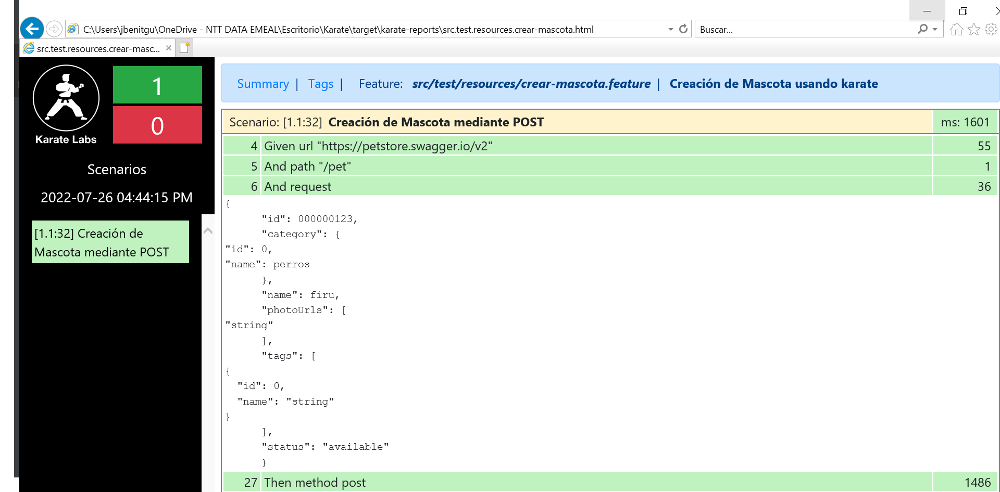 C:\Users\jbenitgu\OneDrive - NTT DATA EMEAL\Escritorio\Karate\target\karate-reports\src.test.resources.crear-mascota.html
Buscar...
src.test.resources.crear-masc...
1
0
Karate Labs
Scenarios
2022-07-26 04:44:15 PM
[1.1:32] Creación de
Mascota mediante POST
Summary | Tags | Feature: src/test/resources/crear-mascota.feature | Creación de Mascota usando karate
Scenario: [1.1:32] Creación de Mascota mediante POST ms: 1601
4 Given url "https://petstore.swagger.io/v2" 55
5 And path "/pet" 1
6 And request 36
{
"id": 000000123,
"category": {
"id": 0,
"name": perros
},
"name": firu,
"photoUrls": [
"string"
],
"tags": [
{
"id": 0,
"name": "string"
}
],
"status": "available"
}
27 Then method post 1486